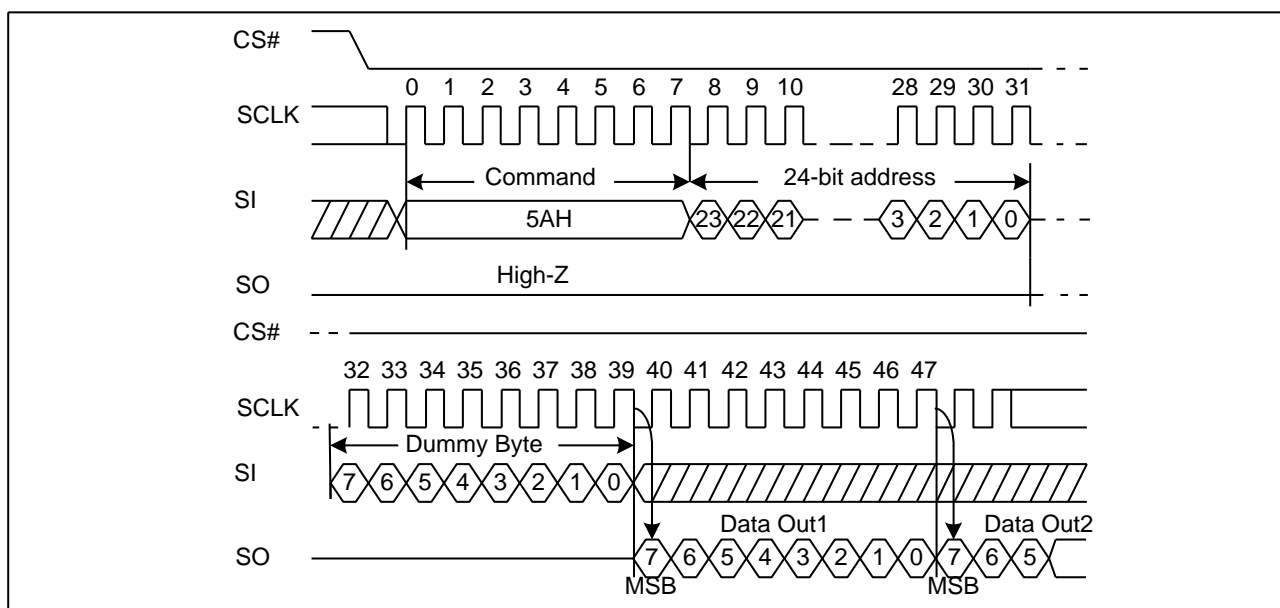 CS#
0 1 2 3 4 5 6 7 8 9 10 28 29 30 31
SCLK
Command 24-bit address
SI
5AH 23 22 21 3 2 1 0
High-Z
SO
CS#
32 33 34 35 36 37 38 39 40 41 42 43 44 45 46 47
SCLK
Dummy Byte
SI
7 6 5 4 3 2 1 0
Data Out1 Data Out2
SO
7 6 5 4 3 2 1 0 7 6 5
MSB MSB